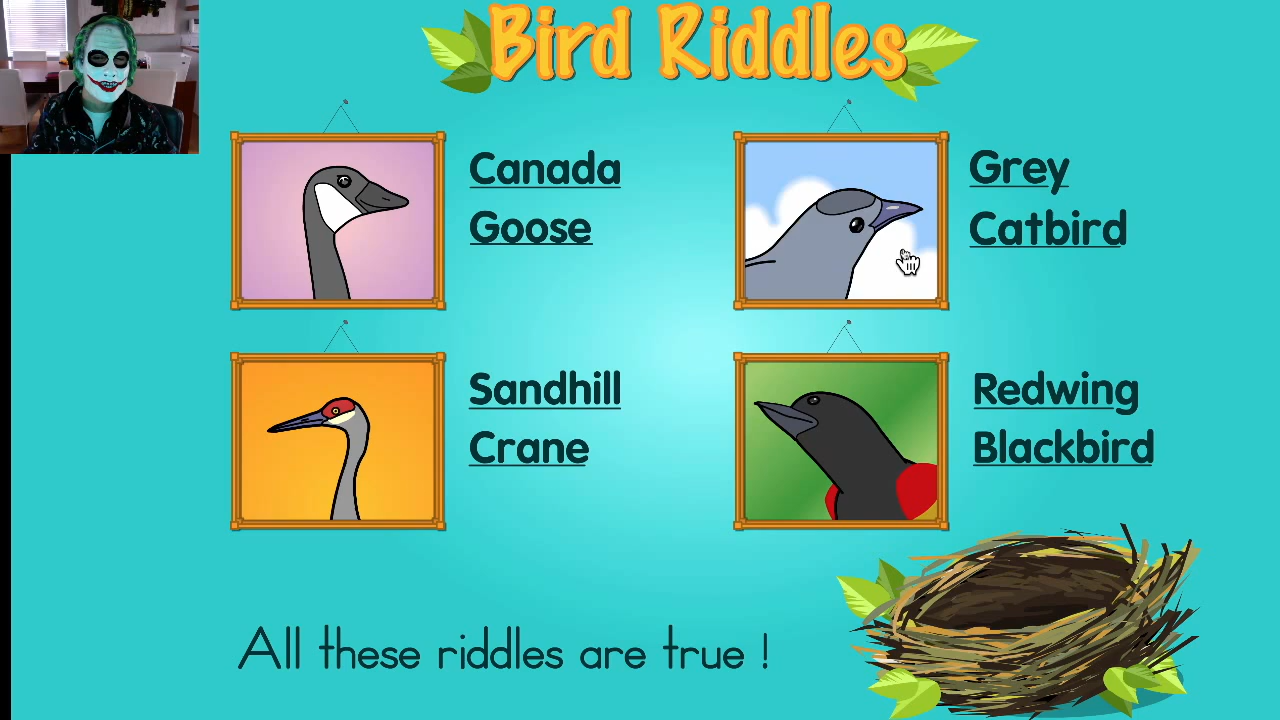 Bird Riddles
Canada
Goose
Grey
Catbird
Sandhill
Crane
Redwing
Blackbird
All these riddles are true !